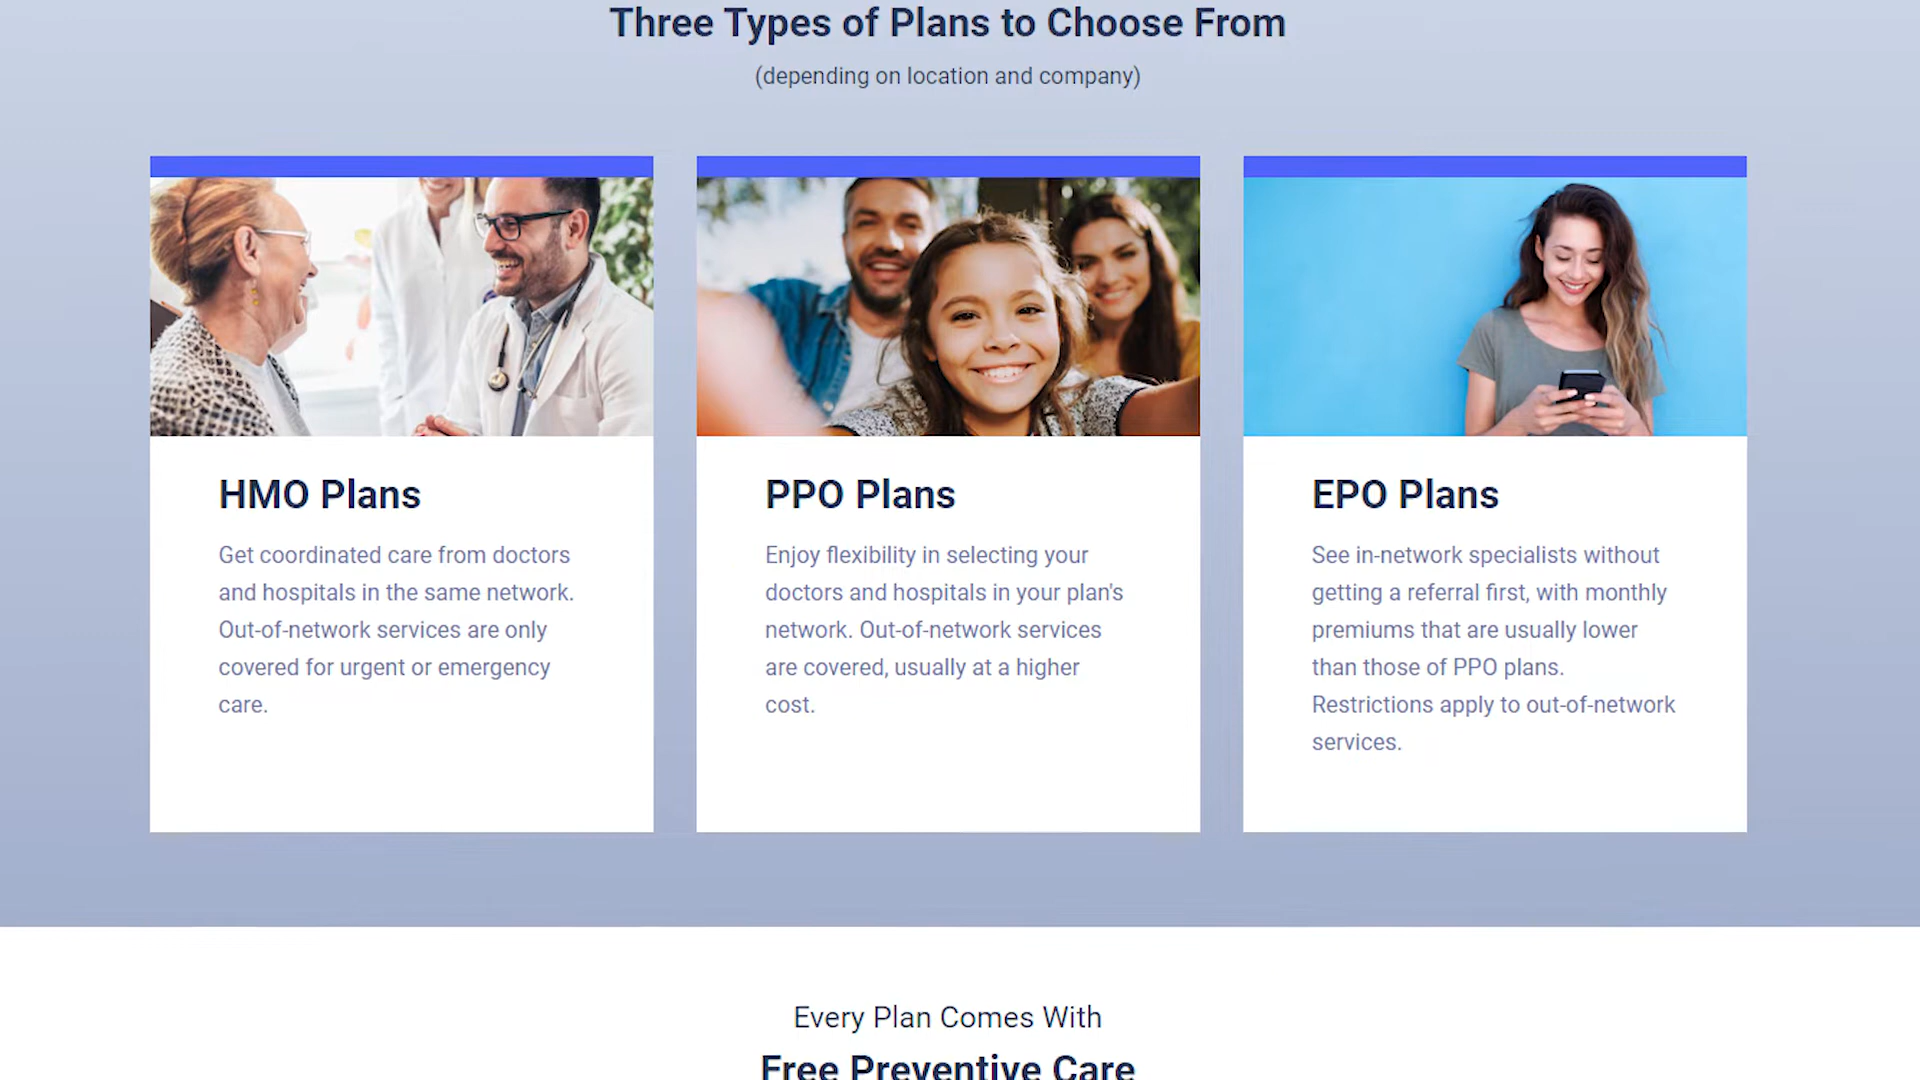 Three Types of Plans to Choose From
(depending on location and company)
HMO Plans
Get coordinated care from doctors
and hospitals in the same network.
Out-of-network services are only
covered for urgent or emergency
care.
PPO Plans
Enjoy flexibility in selecting your
doctors and hospitals in your plan's
network. Out-of-network services
are covered, usually at a higher
cost.
EPO Plans
See in-network specialists without
getting a referral first, with monthly
premiums that are usually lower
than those of PPO plans.
Restrictions apply to out-of-network
services.
Every Plan Comes With
Free Preventive Care